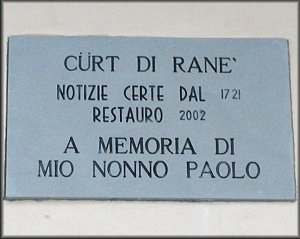 CÜRT DI RANE'
NOTIZIE CERTE DAL 1721
RESTAURO 2002
A MEMORIA DI
MIO NONNO PAOLO